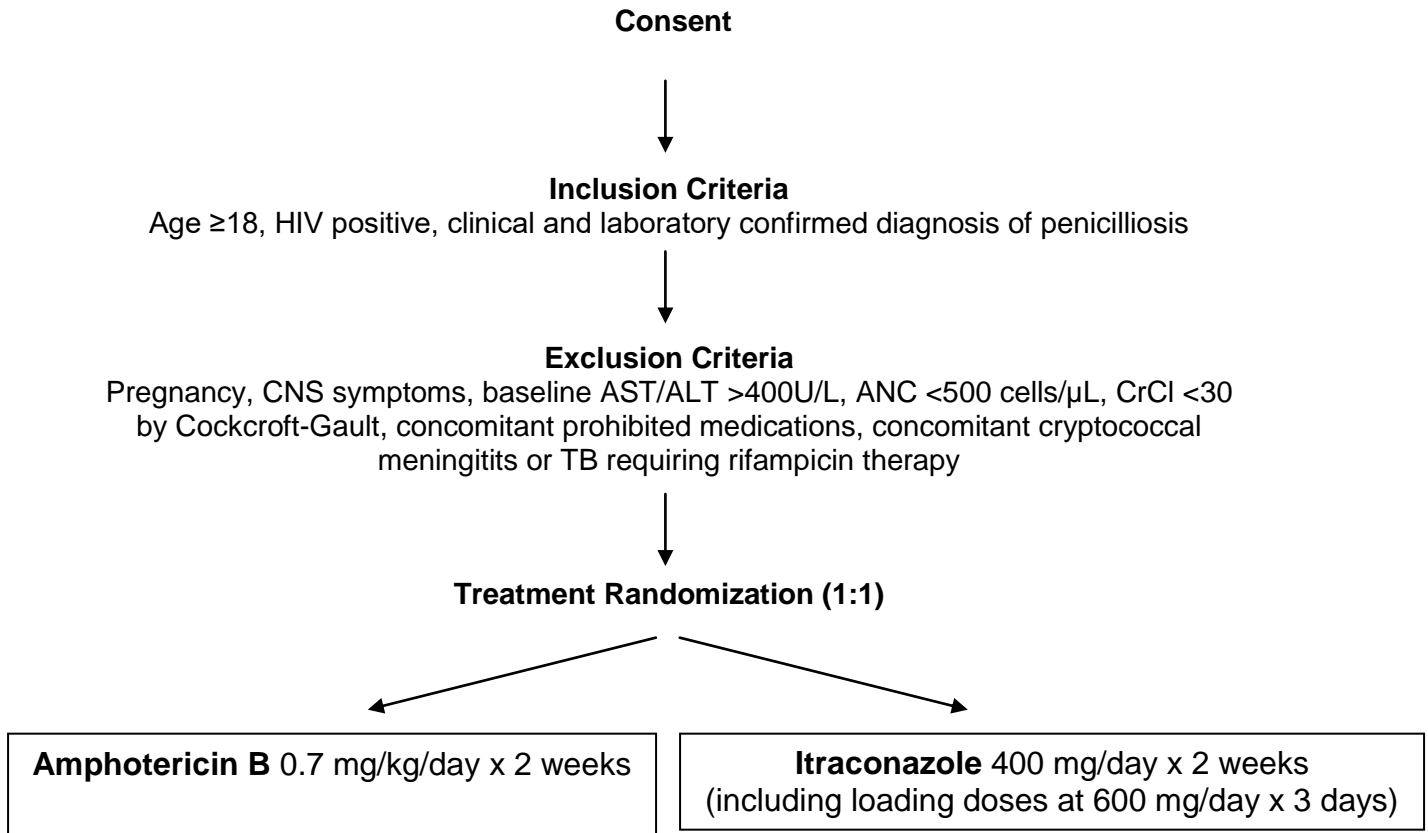 Consent
Inclusion Criteria
Age ≥18, HIV positive, clinical and laboratory confirmed diagnosis of penicilliosis
Exclusion Criteria
Pregnancy, CNS symptoms, baseline AST/ALT >400U/L, ANC <500 cells/µL, CrCl <30
by Cockcroft-Gault, concomitant prohibited medications, concomitant cryptococcal
meningitits or TB requiring rifampicin therapy
Treatment Randomization (1:1)
Amphotericin B 0.7 mg/kg/day x 2 weeks
Itraconazole 400 mg/day x 2 weeks
(including loading doses at 600 mg/day x 3 days)